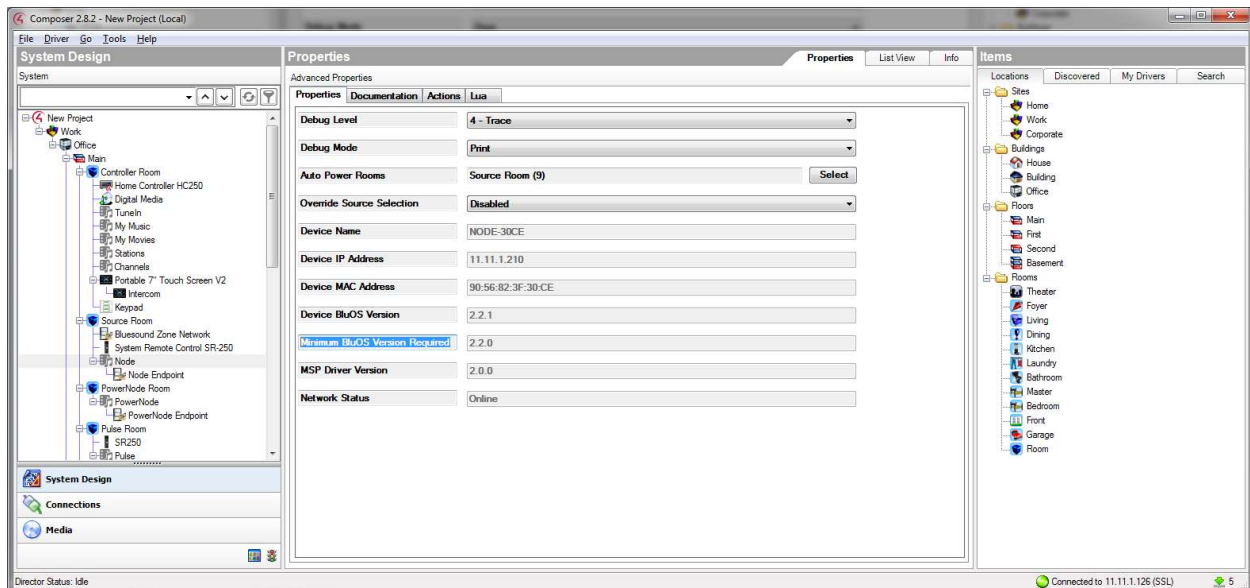 Composer 2.8.2 - New Project (Local)
File Driver Go Tools Help
System Design
System
New Project
Work
Office
Main
Controller Room
Home Controller HC250
Digital Media
TuneIn
My Music
My Movies
Stations
Channels
Portable 7" Touch Screen V2
Intercom
Keypad
Source Room
Bluesound Zone Network
System Remote Control SR-250
Node
Node Endpoint
PowerNode Room
PowerNode
PowerNode Endpoint
Pulse Room
SR250
Pulse
System Design
Connections
Media
Properties
Properties List View Info
Advanced Properties
Properties Documentation Actions Lua
Debug Level 4 - Trace
Debug Mode Print
Auto Power Rooms Source Room (9) Select
Override Source Selection Disabled
Device Name NODE-30CE
Device IP Address 11.11.1.210
Device MAC Address 90:56:82:3F:30:CE
Device BluOS Version 2.2.1
Minimum BluOS Version Required 2.2.0
MSP Driver Version 2.0.0
Network Status Online
Items
Locations Discovered My Drivers Search
Sites
Home
Work
Corporate
Buildings
House
Building
Office
Floors
Main
First
Second
Basement
Rooms
Theater
Foyer
Living
Dining
Kitchen
Laundry
Bathroom
Master
Bedroom
Front
Garage
Room
Director Status: Idle
Connected to 11.11.1.126 (SSL) 5